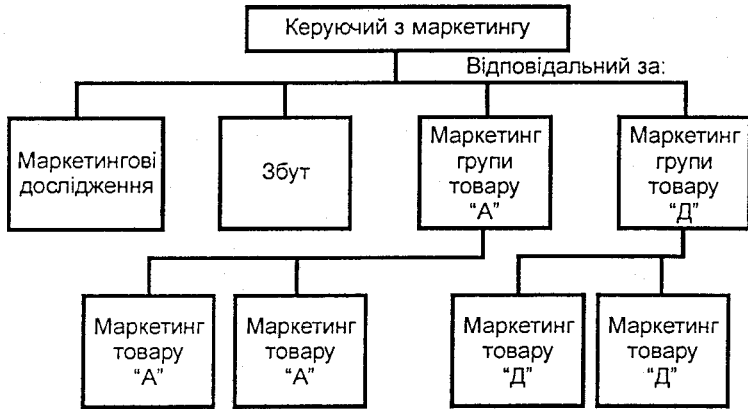 Керуючий з маркетингу
Відповідальний за:
Маркетингові
дослідження
Збут
Маркетинг
групи
товару
“А”
Маркетинг
групи
товару
“Д”
Маркетинг
товару
“А”
Маркетинг
товару
“А”
Маркетинг
товару
“Д”
Маркетинг
товару
“Д”